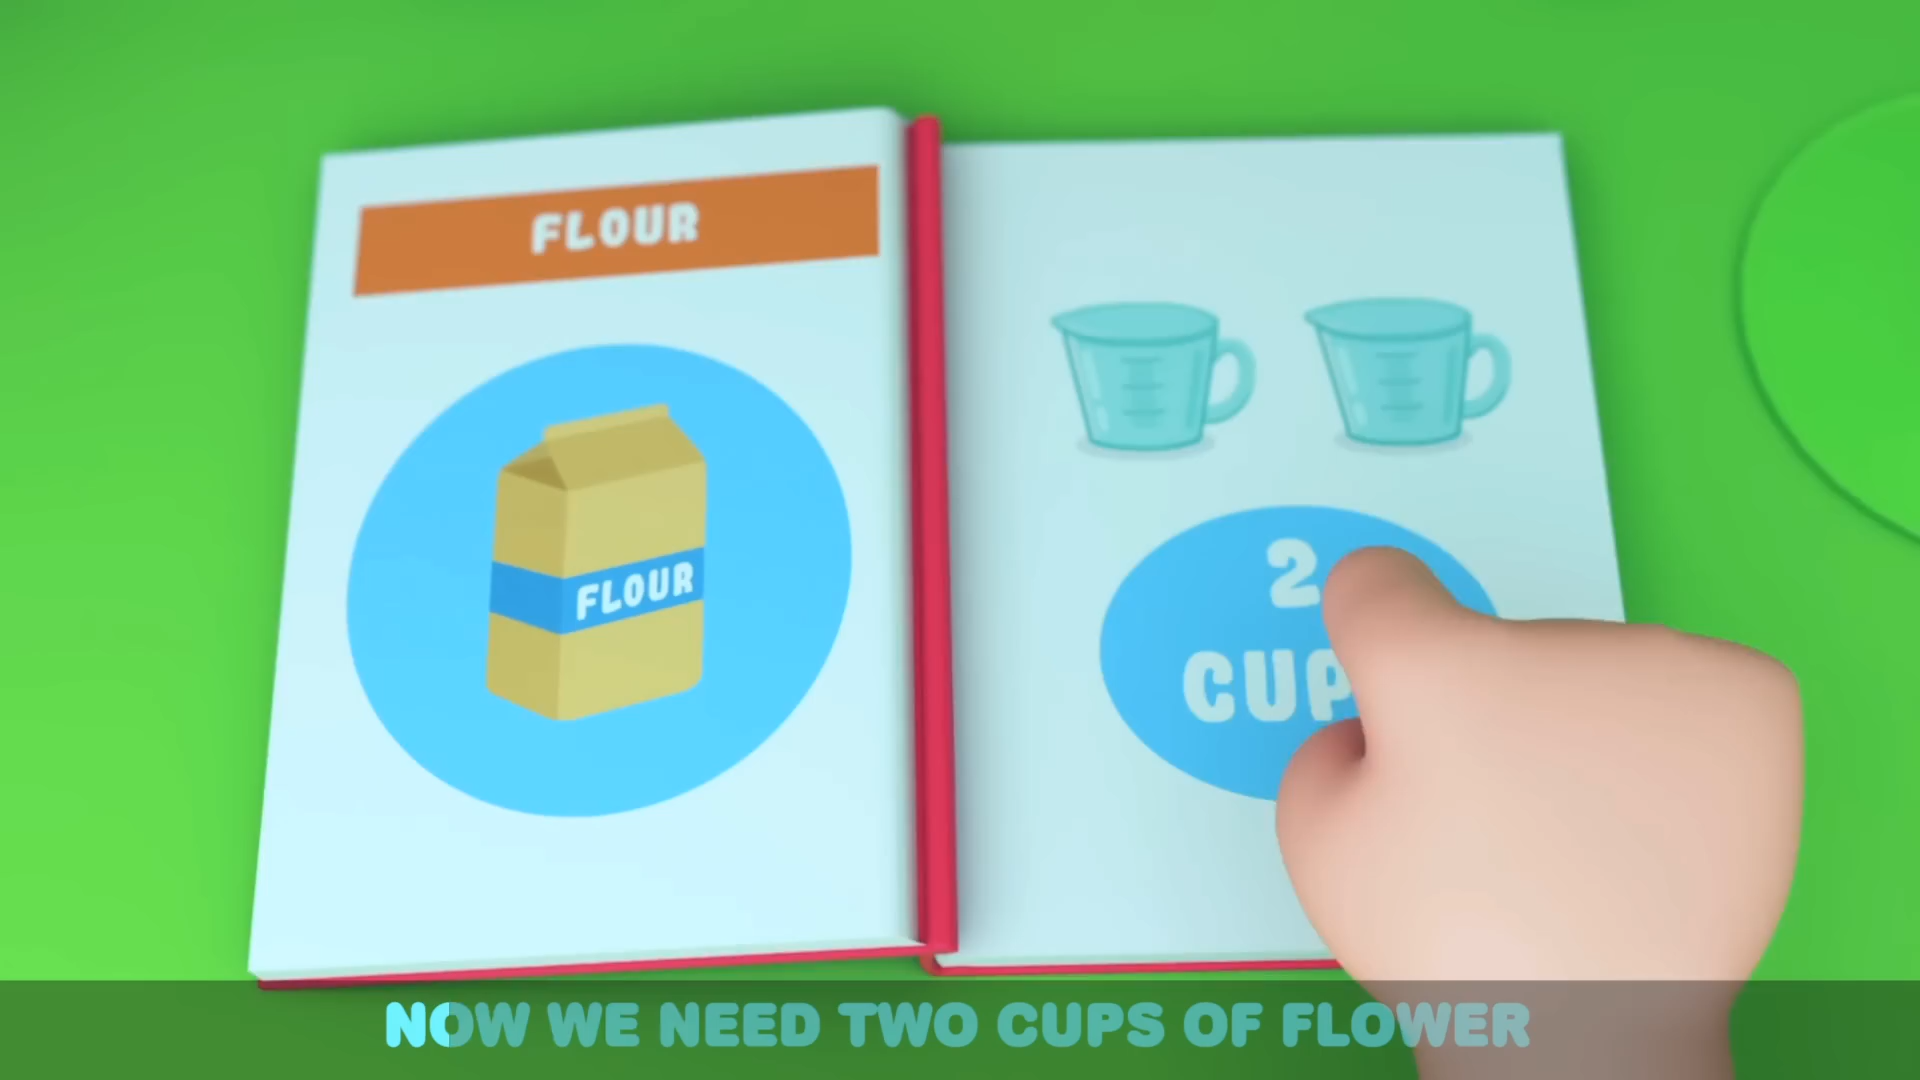 FLOUR
FLOUR
2
CUP
NOW WE NEED TWO CUPS OF FLOWER